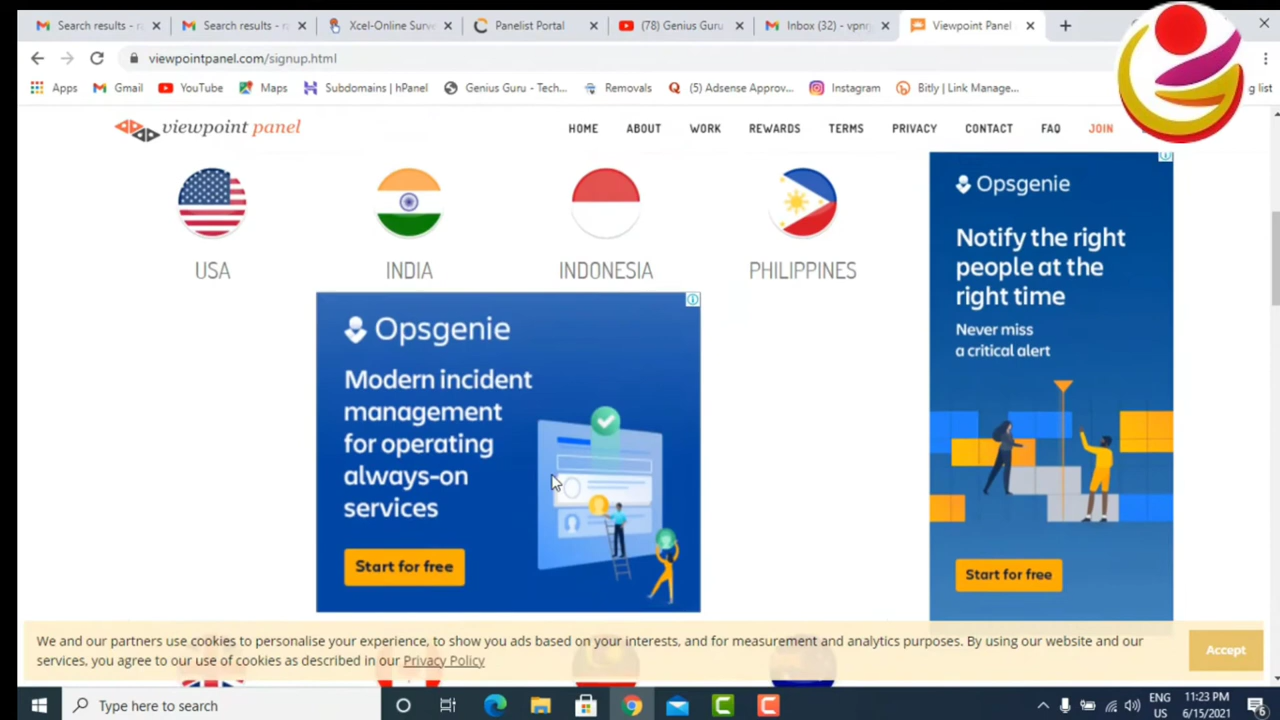 Search results - r
Search results - r
Xcel-Online Surv
Panelist Portal
(78) Genius Guru
Inbox (32) - vpnr
Viewpoint Panel
viewpointpanel.com/signup.html
Apps
Gmail
YouTube
Maps
Subdomains | hPanel
Genius Guru - Tech...
Removals
(5) Adsense Approv...
Instagram
Bitly | Link Manage...
g list
viewpoint panel
HOME ABOUT WORK REWARDS TERMS PRIVACY CONTACT FAQ JOIN
USA INDIA INDONESIA PHILIPPINES
Opsgenie
Modern incident
management
for operating
always-on
services
Start for free
Opsgenie
Notify the right
people at the
right time
Never miss
a critical alert
Start for free
We and our partners use cookies to personalise your experience, to show you ads based on your interests, and for measurement and analytics purposes. By using our website and our
services, you agree to our use of cookies as described in our Privacy Policy
Accept
Type here to search
ENG
US
11:23 PM
6/15/2021
6